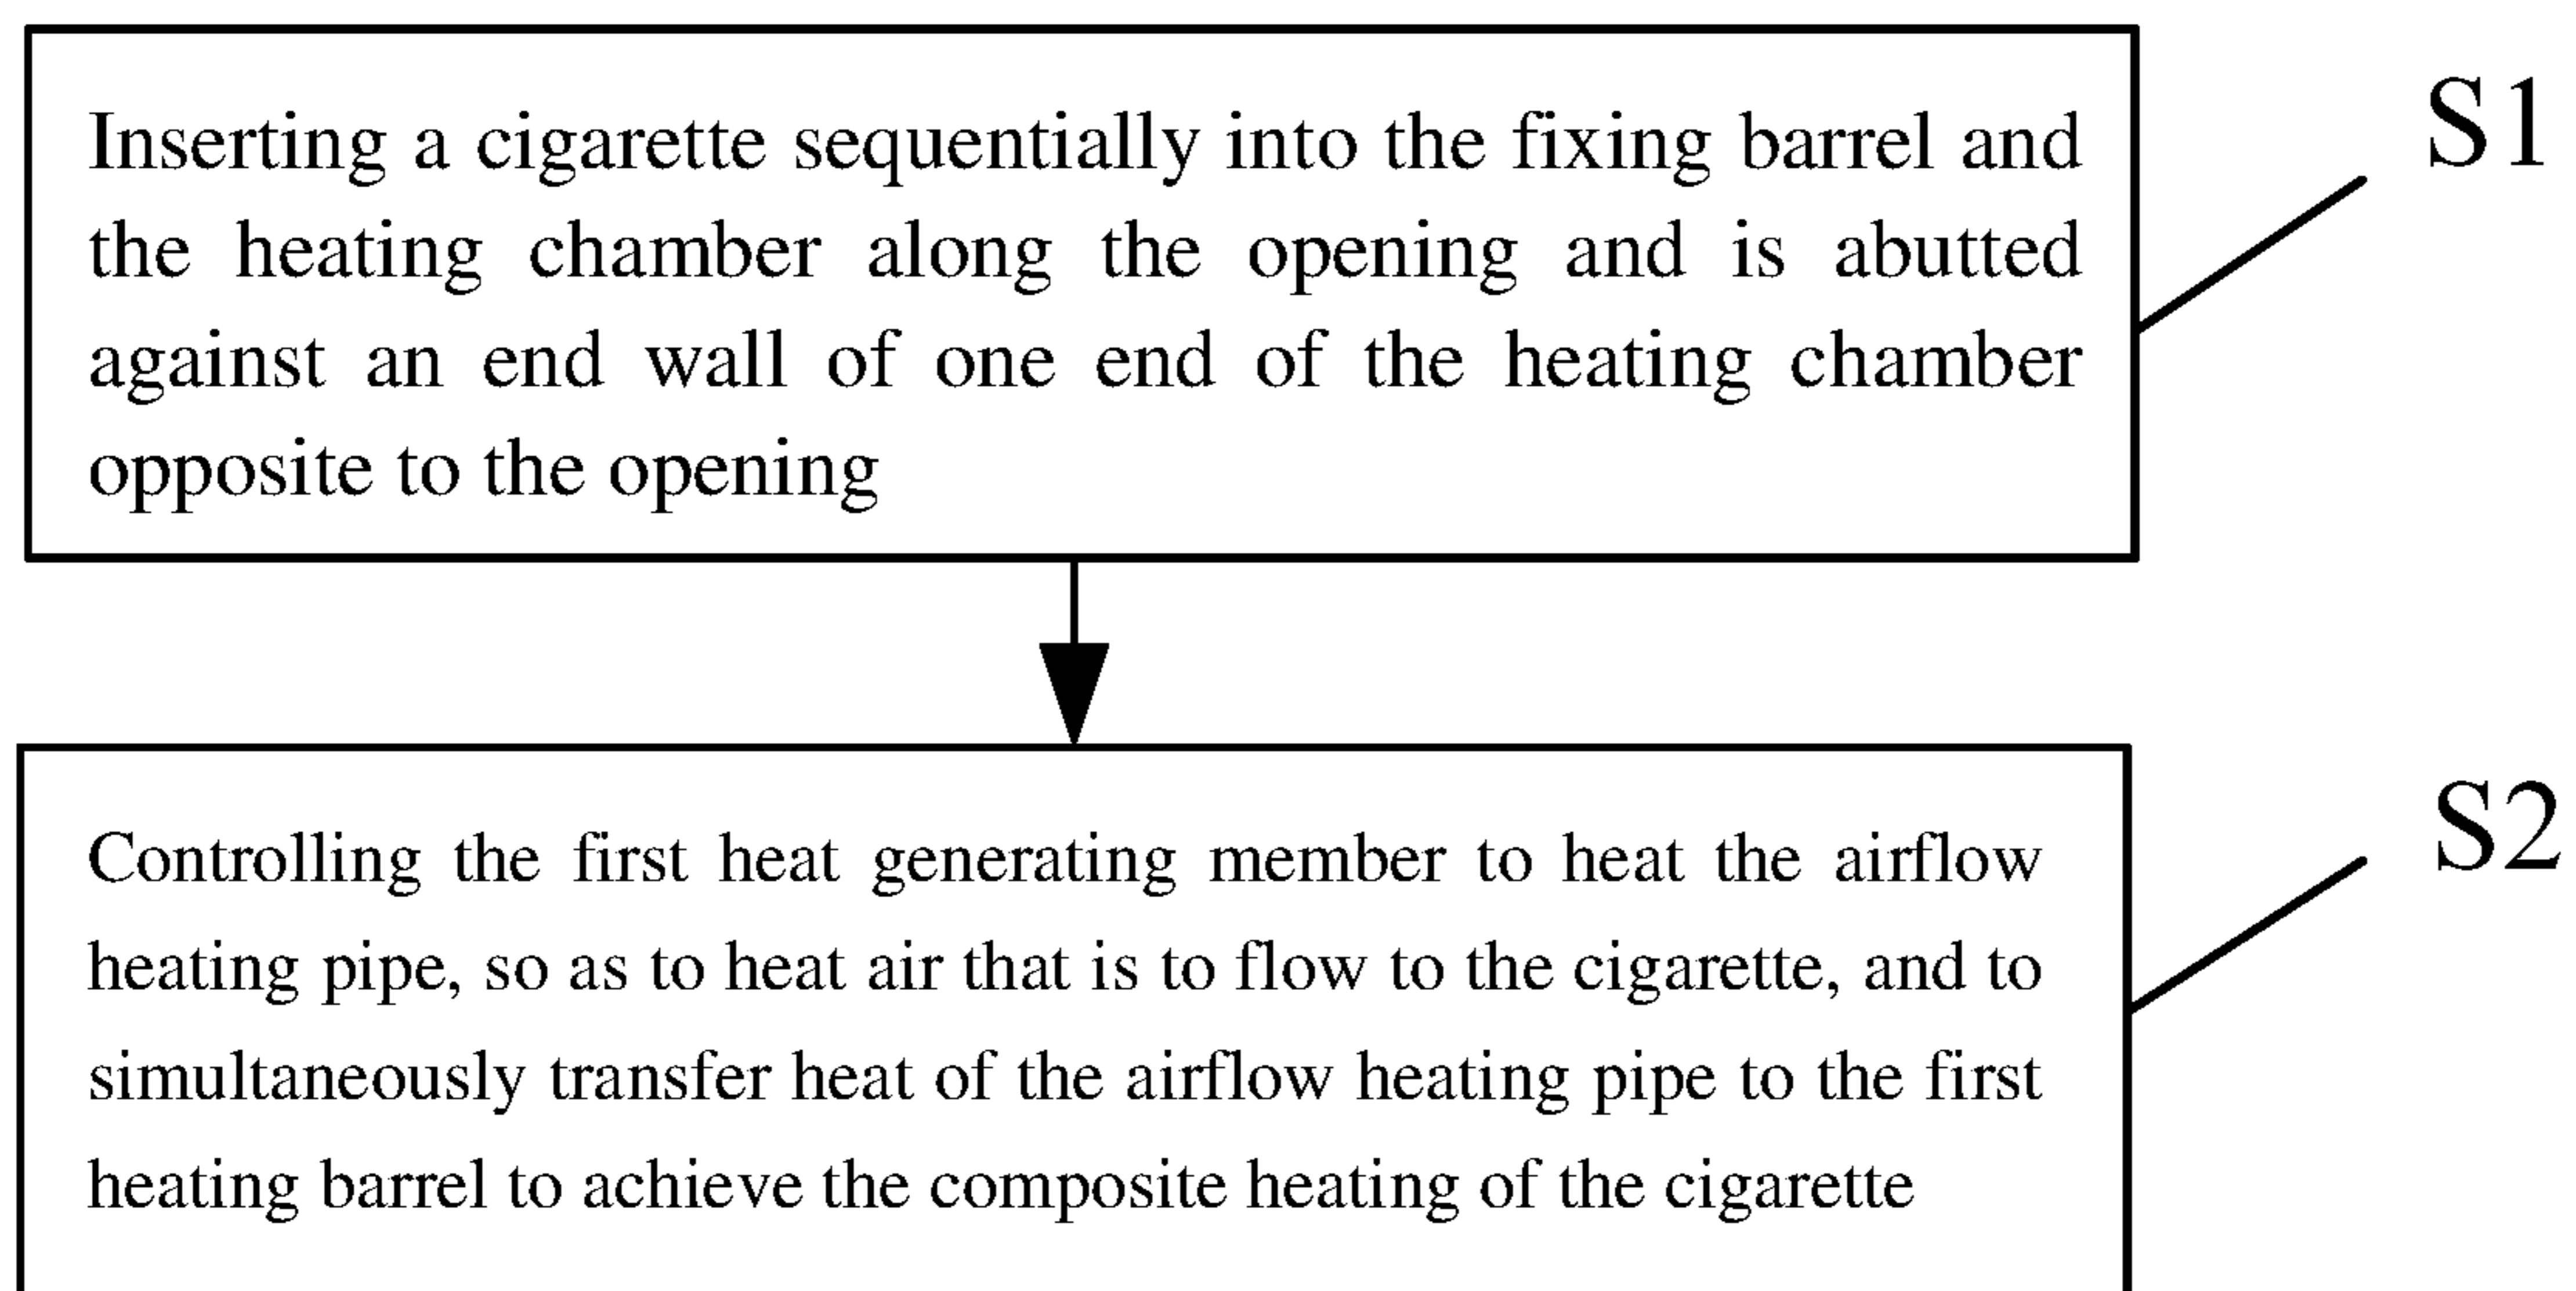 Inserting a cigarette sequentially into the fixing barrel and
the heating chamber along the opening and is abutted
against an end wall of one end of the heating chamber
opposite to the opening
S1
Controlling the first heat generating member to heat the airflow
heating pipe, so as to heat air that is to flow to the cigarette, and to
simultaneously transfer heat of the airflow heating pipe to the first
heating barrel to achieve the composite heating of the cigarette
S2